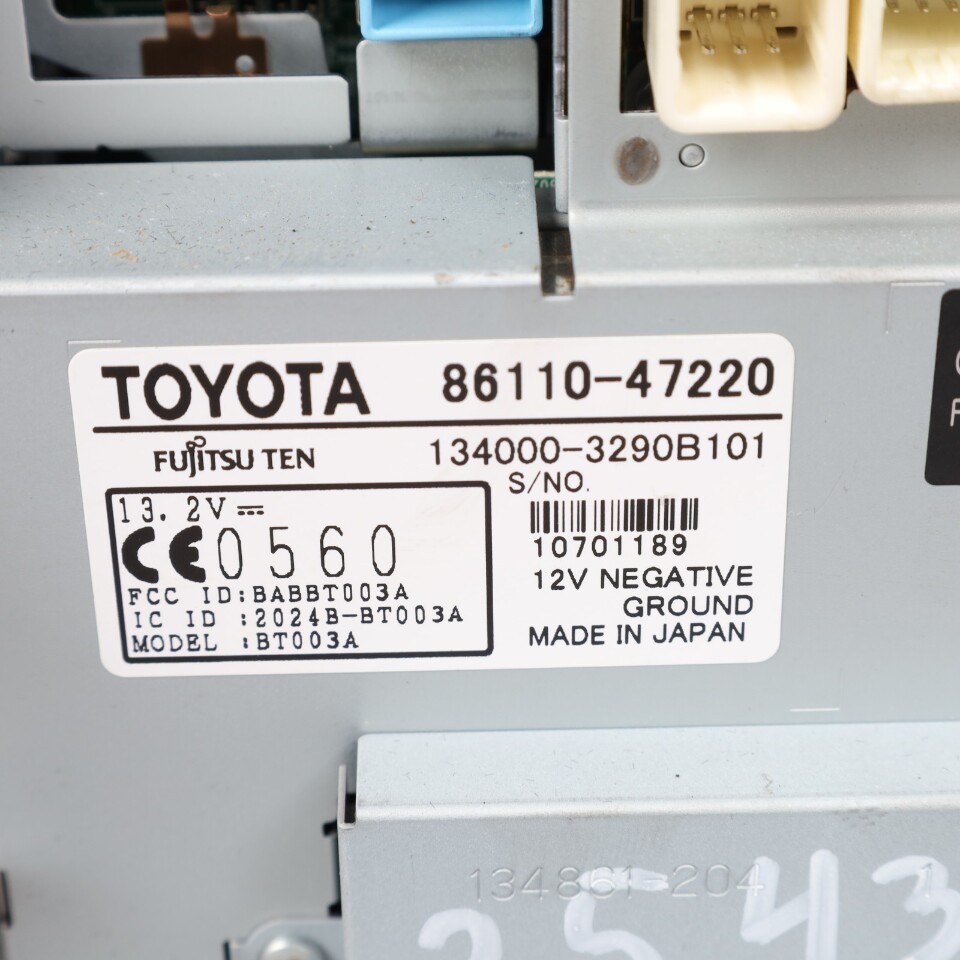 TOYOTA 86110-47220
FUJITSU TEN 134000-3290B101
S/NO.
10701189
13.2V
CE0560
FCC ID:BABBT003A
IC ID :2024B-BT003A
MODEL :BT003A
12V NEGATIVE
GROUND
MADE IN JAPAN
134861-204
2543